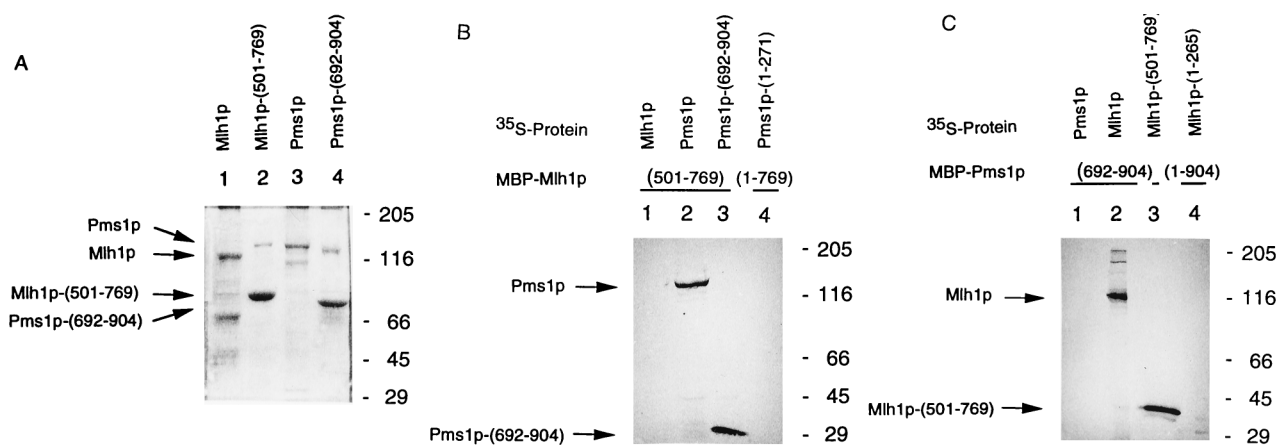 A
Mlh1p
Mlh1p-(501-769)
Pms1p
Pms1p-(692-904)
1 2 3 4
Pms1p
Mlh1p
Mlh1p-(501-769)
Pms1p-(692-904)
- 205
- 116
- 66
- 45
- 29
B
Mlh1p
Pms1p
Pms1p-(692-904)
Pms1p-(1-271)
35S-Protein
MBP-Mlh1p (501-769) (1-769)
1 2 3 4
Pms1p
Pms1p-(692-904)
- 205
- 116
- 66
- 45
- 29
C
Pms1p
Mlh1p
Mlh1p-(501-769)
Mlh1p-(1-265)
35S-Protein
MBP-Pms1p (692-904) (1-904)
1 2 3 4
Mlh1p
Mlh1p-(501-769)
- 205
- 116
- 66
- 45
- 29